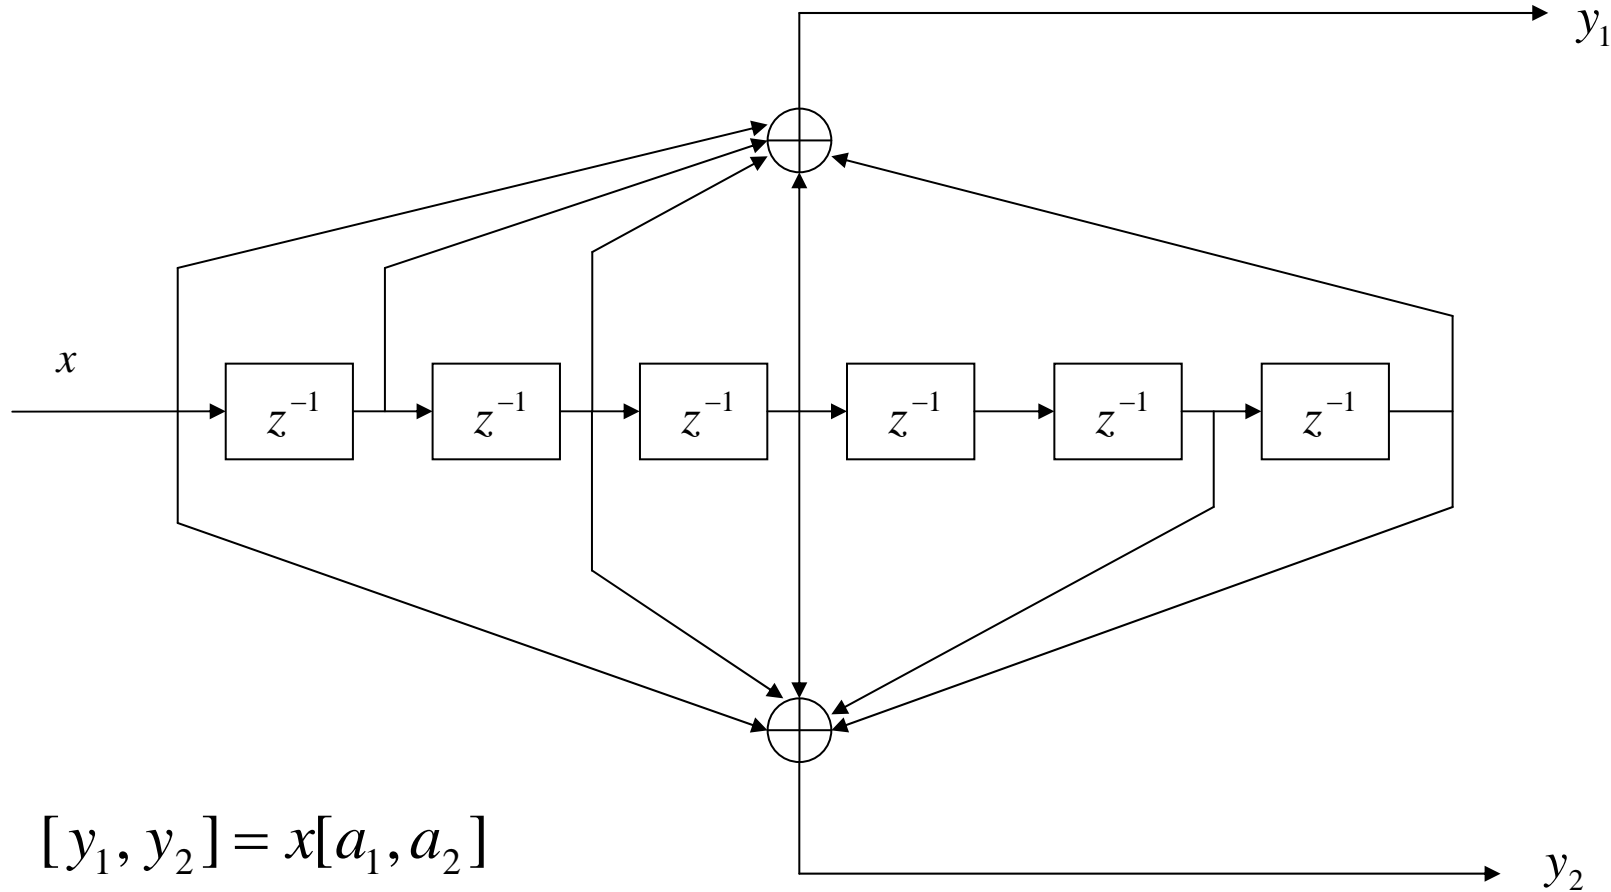 y₁
x
z⁻¹ z⁻¹ z⁻¹ z⁻¹ z⁻¹ z⁻¹
[y₁, y₂] = x[a₁, a₂]
y₂